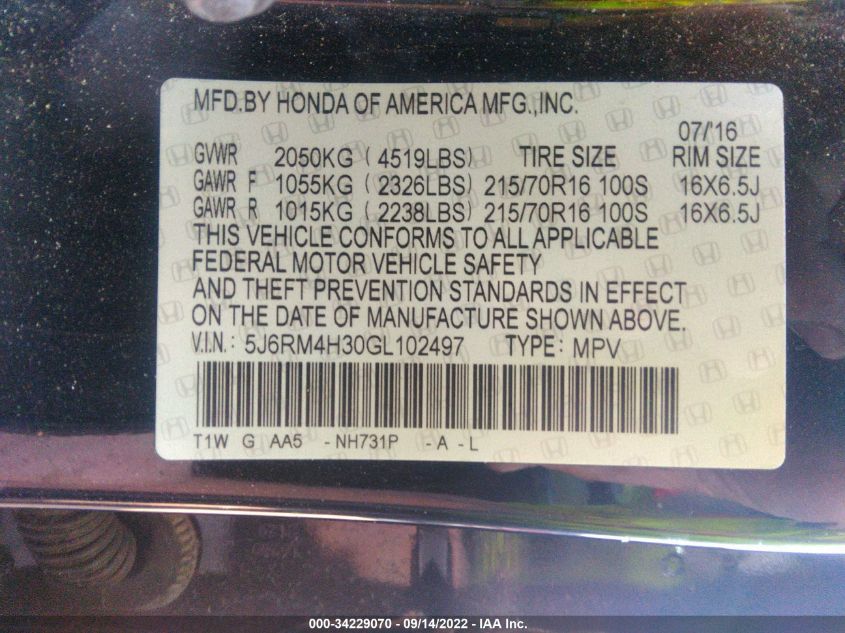 MFD.BY HONDA OF AMERICA MFG.,INC.
07/'16
GVWR 2050KG ( 4519LBS) TIRE SIZE RIM SIZE
GAWR F 1055KG ( 2326LBS) 215/70R16 100S 16X6.5J
GAWR R 1015KG ( 2238LBS) 215/70R16 100S 16X6.5J
THIS VEHICLE CONFORMS TO ALL APPLICABLE
FEDERAL MOTOR VEHICLE SAFETY
AND THEFT PREVENTION STANDARDS IN EFFECT
ON THE DATE OF MANUFACTURE SHOWN ABOVE.
V.I.N.: 5J6RM4H30GL102497 TYPE: MPV
T1W G AA5 -NH731P -A-L
000-34229070 - 09/14/2022 - IAA Inc.